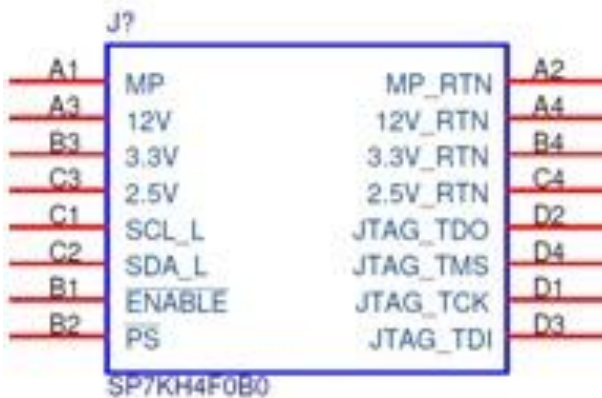 J?
A1 MP MP_RTN A2
A3 12V 12V_RTN A4
B3 3.3V 3.3V_RTN B4
C3 2.5V 2.5V_RTN C4
C1 SCL_L JTAG_TDO D2
C2 SDA_L JTAG_TMS D4
B1 ENABLE JTAG_TCK D1
B2 PS JTAG_TDI D3
SP7KH4F0B0